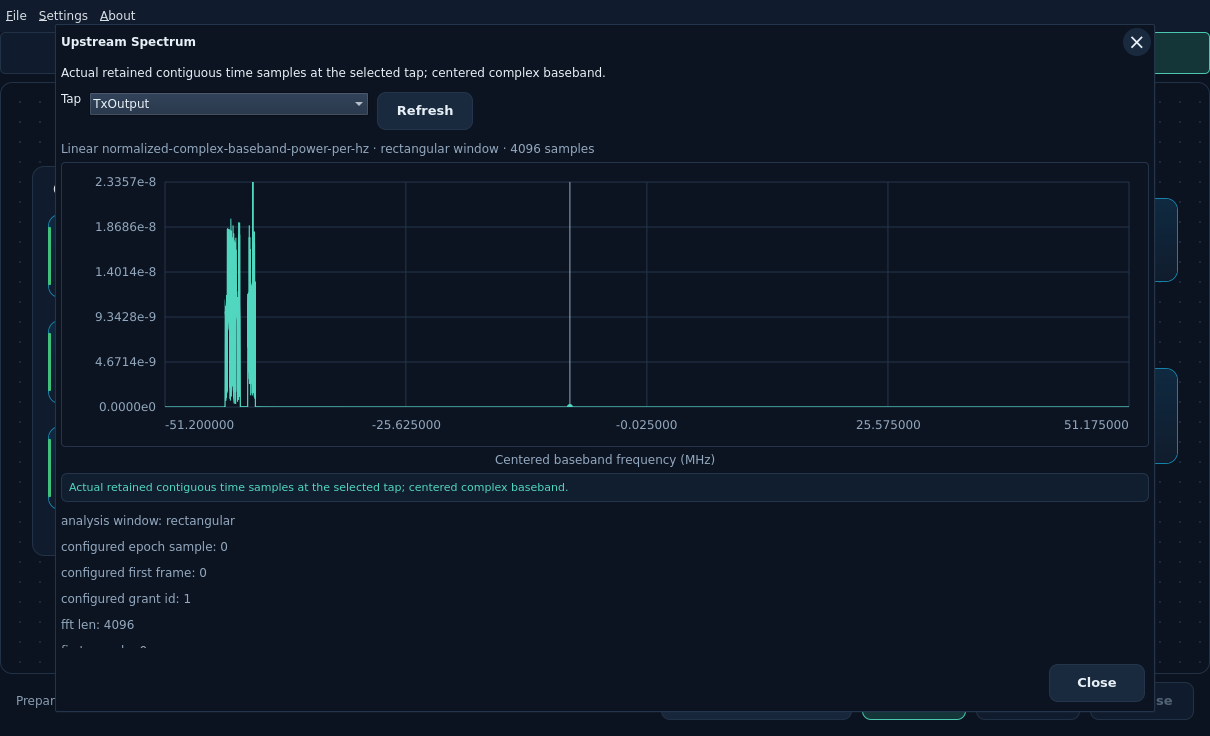 File Settings About
Upstream Spectrum
Actual retained contiguous time samples at the selected tap; centered complex baseband.
Tap TxOutput Refresh
Linear normalized-complex-baseband-power-per-hz · rectangular window · 4096 samples
2.3357e-8
1.8686e-8
1.4014e-8
9.3428e-9
4.6714e-9
0.0000e0
-51.200000 -25.625000 -0.025000 25.575000 51.175000
Centered baseband frequency (MHz)
Actual retained contiguous time samples at the selected tap; centered complex baseband.
analysis window: rectangular
configured epoch sample: 0
configured first frame: 0
configured grant id: 1
fft len: 4096
Close
Prepar
se